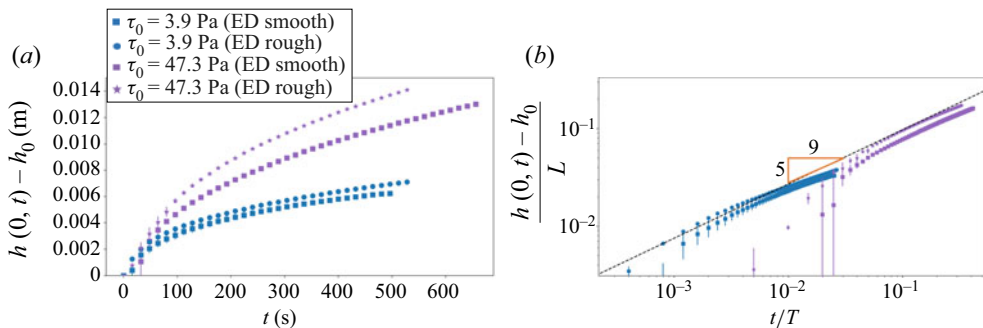 τ0 = 3.9 Pa (ED smooth)
τ0 = 3.9 Pa (ED rough)
τ0 = 47.3 Pa (ED smooth)
τ0 = 47.3 Pa (ED rough)
(a)
h (0, t) – h0 (m)
0.014
0.012
0.010
0.008
0.006
0.004
0.002
0
0
100
200
300
400
500
600
t (s)
(b)
h (0, t) – h0
L
10–1
10–2
9
5
10–3
10–2
10–1
t/T